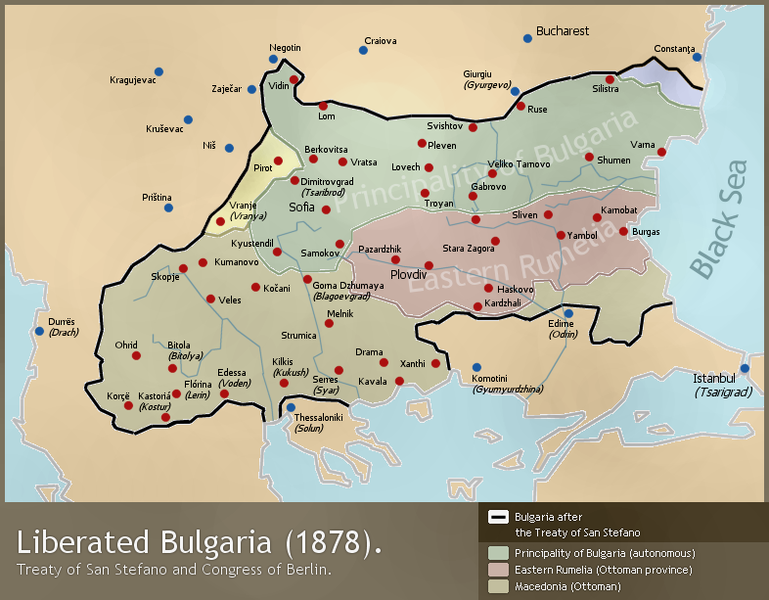 Bucharest
Craiova
Negotin
Constanţa
Kragujevac
Zaječar
Vidin
Giurgiu
(Gyurgevo)
Silistra
Lom
Ruse
Kruševac
Svishtov
Principality of Bulgaria
Niš
Berkovitsa
Pleven
Varna
Pirot
Vratsa
Lovech
Veliko Tarnovo
Shumen
Dimitrovgrad
(Tsaribrod)
Gabrovo
Priština
Vranje
(Vranya)
Sofia
Troyan
Sliven
Karnobat
Black Sea
Kyustendil
Samokov
Pazardzhik
Stara Zagora
Yambol
Burgas
Eastern Rumelia
Skopje
Kumanovo
Plovdiv
Kočani
Gorna Dzhumaya
(Blagoevgrad)
Haskovo
Veles
Kardzhali
Melnik
Durrës
(Drach)
Edirne
(Odrin)
Strumica
Ohrid
Bitola
(Bitolya)
Drama
Xanthi
Kilkis
(Kukush)
Edessa
(Voden)
Serres
(Syar)
Kavala
Komotini
(Gyumyurdzhina)
Istanbul
(Tsarigrad)
Flórina
(Lerin)
Korçë
Kastoriá
(Kostur)
Thessaloniki
(Solun)
Bulgaria after
the Treaty of San Stefano
Liberated Bulgaria (1878).
Treaty of San Stefano and Congress of Berlin.
Principality of Bulgaria (autonomous)
Eastern Rumelia (Ottoman province)
Macedonia (Ottoman)